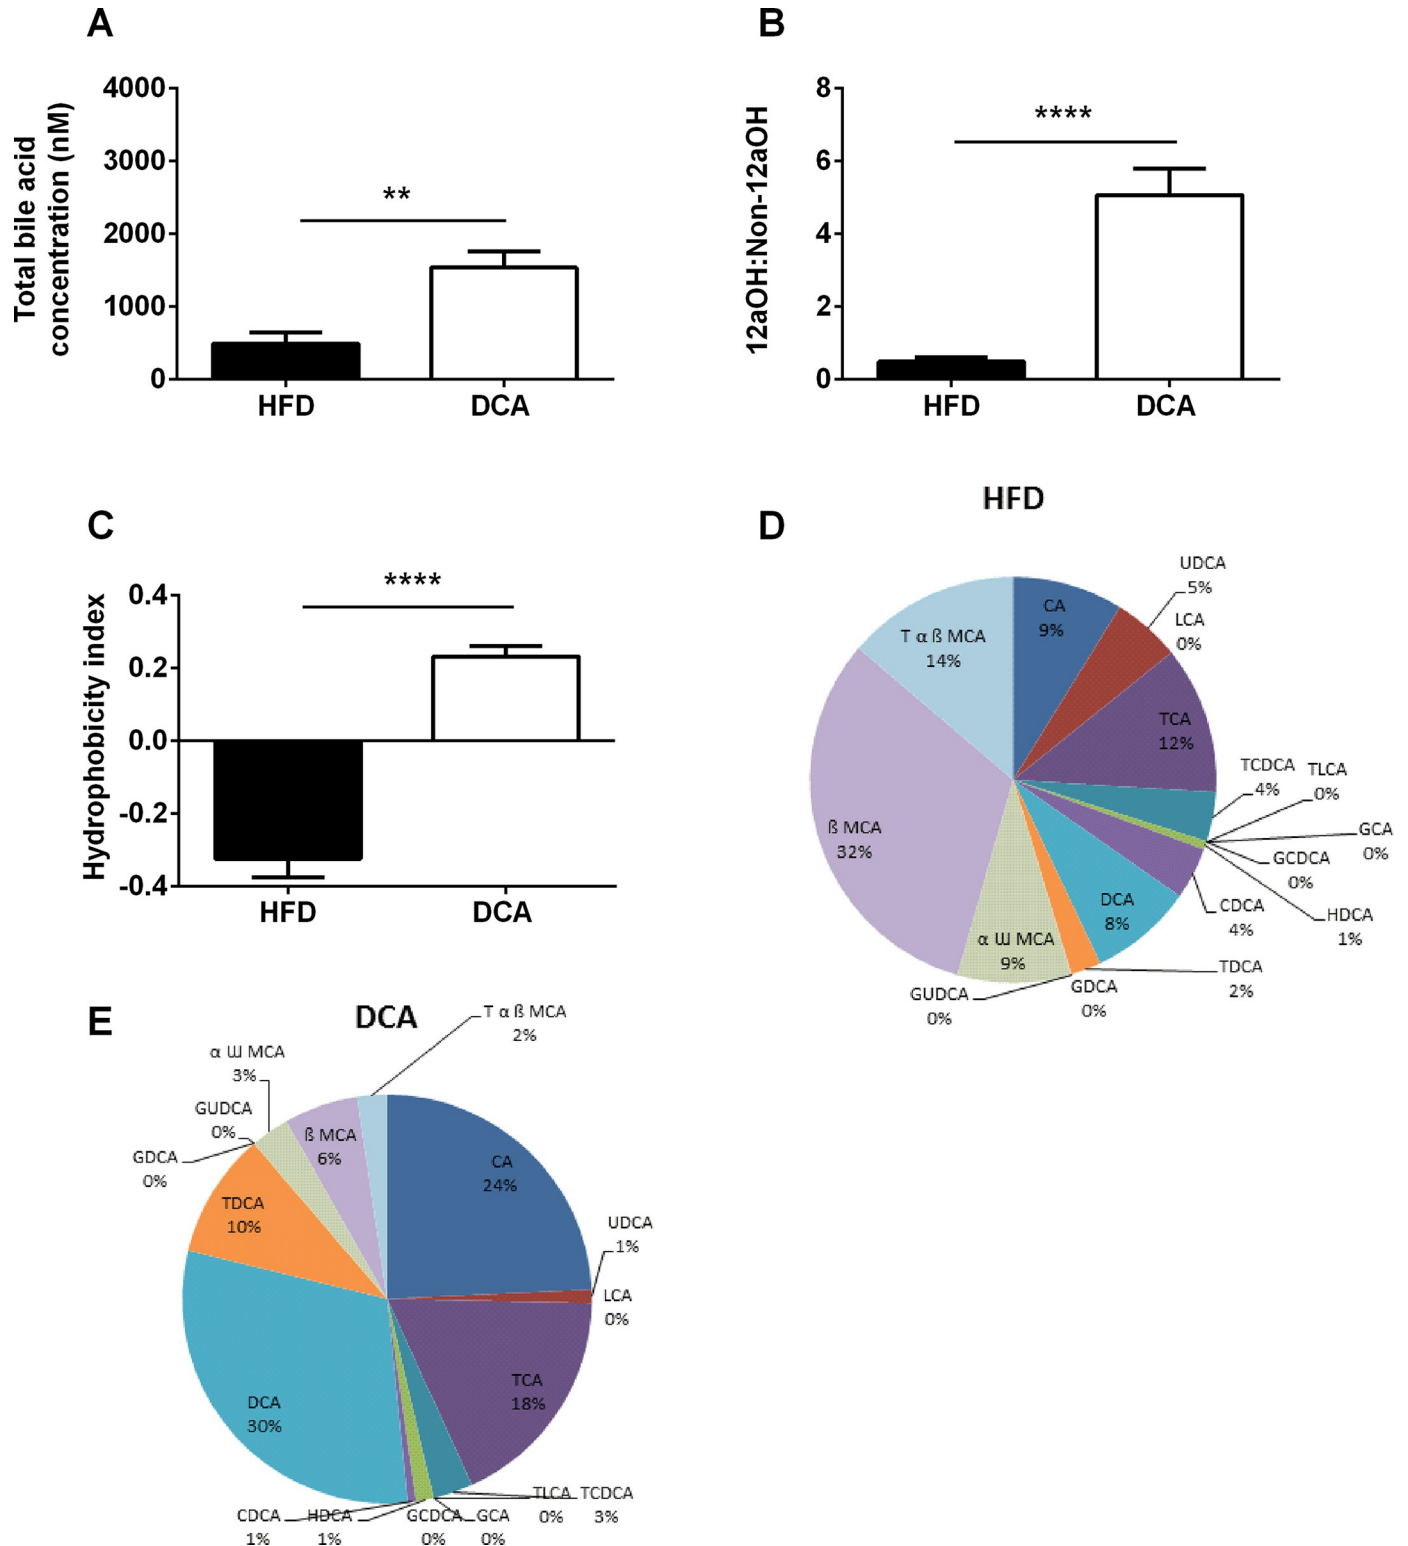 A
4000
3000
2000
1000
0
Total bile acid
concentration (nM)
**
HFD
DCA
B
8
6
4
2
0
12aOH:Non-12aOH
****
HFD
DCA
C
0.4
0.2
0.0
-0.2
-0.4
Hydrophobicity index
****
HFD
DCA
D
HFD
CA
9%
UDCA
5%
LCA
0%
TCA
12%
TCDCA
4%
TLCA
0%
GCA
0%
GCDCA
0%
HDCA
1%
CDCA
4%
DCA
8%
TDCA
2%
GDCA
0%
GUDCA
0%
α Ɯ MCA
9%
ß MCA
32%
T α ß MCA
14%
E
DCA
T α ß MCA
2%
α Ɯ MCA
3%
GUDCA
0%
GDCA
0%
ß MCA
6%
TDCA
10%
CA
24%
UDCA
1%
LCA
0%
TCA
18%
DCA
30%
CDCA
1%
HDCA
1%
GCDCA
0%
GCA
0%
TLCA
0%
TCDCA
3%